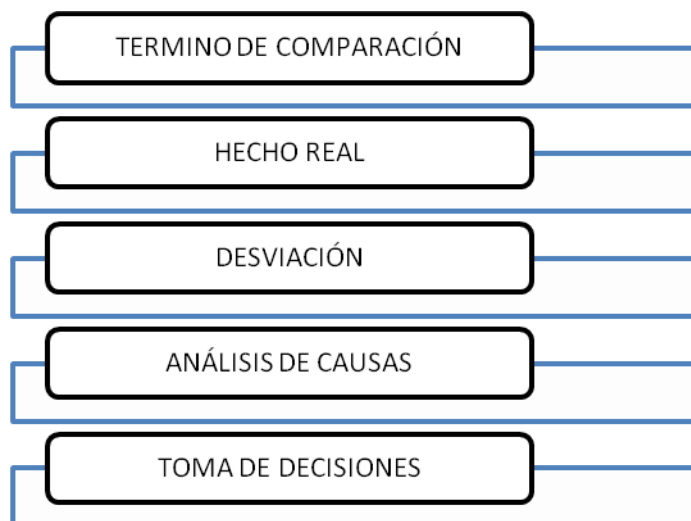 TERMINO DE COMPARACIÓN
HECHO REAL
DESVIACIÓN
ANÁLISIS DE CAUSAS
TOMA DE DECISIONES